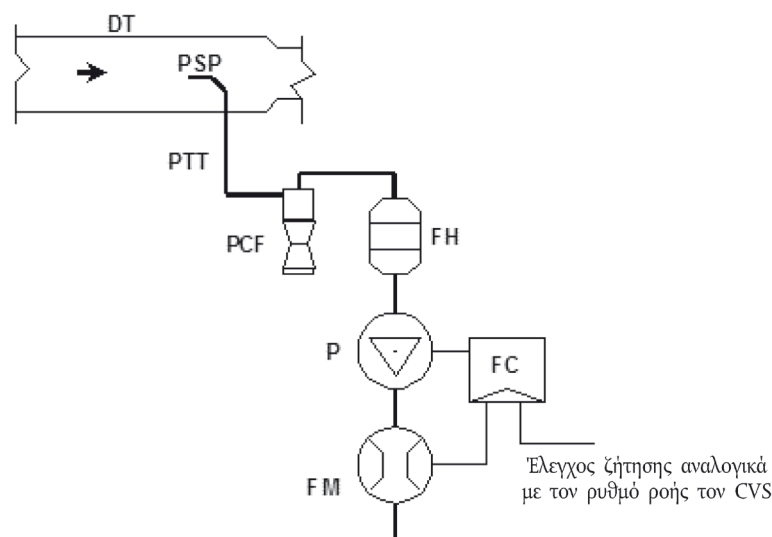 DT
PSP
PTT
PCF
FH
P
FC
FM
Έλεγχος ζήτησης αναλογικά
με τον ρυθμό ροής τον CVS